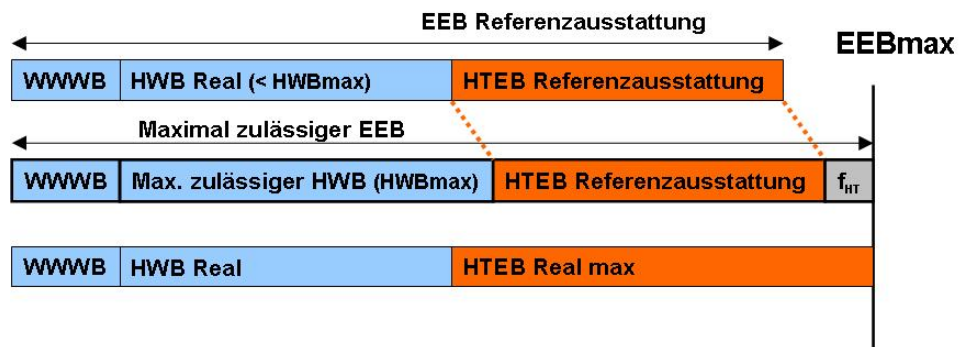 EEB Referenzausstattung
EEBmax
WWWB HWB Real (< HWBmax) HTEB Referenzausstattung
Maximal zulässiger EEB
WWWB Max. zulässiger HWB (HWBmax) HTEB Referenzausstattung fHT
WWWB HWB Real HTEB Real max